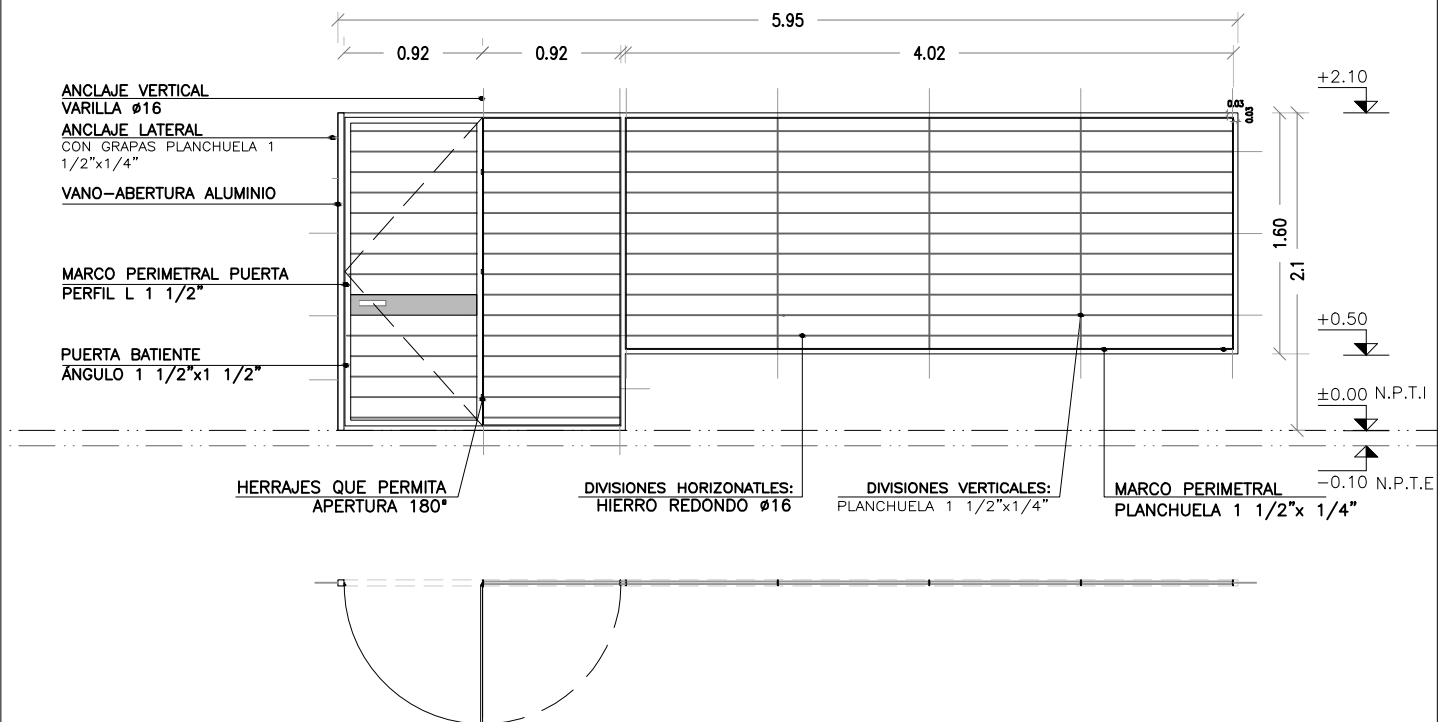 5.95
0.92
0.92
4.02
ANCLAJE VERTICAL
VARILLA ø16
ANCLAJE LATERAL
CON GRAPAS PLANCHUELA 1
1/2"x1/4"
VANO-ABERTURA ALUMINIO
MARCO PERIMETRAL PUERTA
PERFIL L 1 1/2"
PUERTA BATIENTE
ÁNGULO 1 1/2"x1 1/2"
0.03
0.03
+2.10
1.60
2.1
+0.50
±0.00 N.P.T.I
-0.10 N.P.T.E
HERRAJES QUE PERMITA
APERTURA 180°
DIVISIONES HORIZONATLES:
HIERRO REDONDO ø16
DIVISIONES VERTICALES:
PLANCHUELA 1 1/2"x1/4"
MARCO PERIMETRAL
PLANCHUELA 1 1/2"x 1/4"